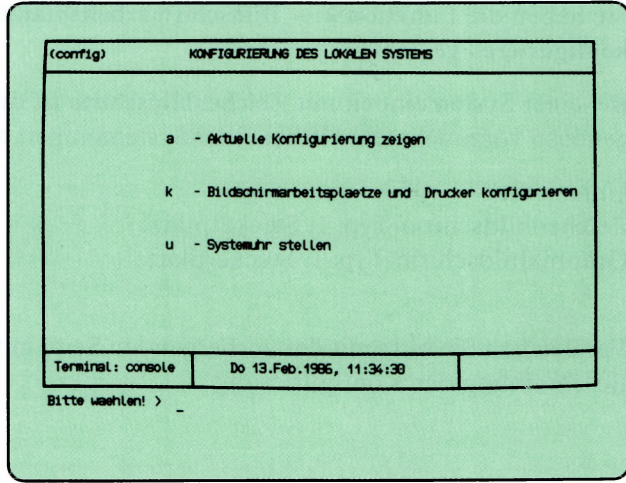 (config) KONFIGURIERUNG DES LOKALEN SYSTEMS
a - Aktuelle Konfigurierung zeigen
k - Bildschirmarbeitsplaetze und Drucker konfigurieren
u - Systemuhr stellen
Terminal: console Do 13.Feb.1986, 11:34:30
Bitte waehlen! > _